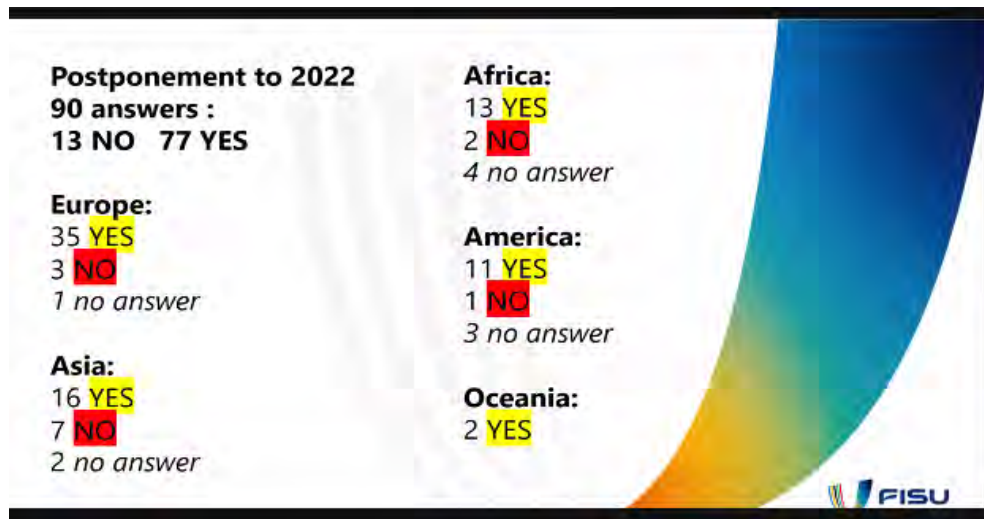 Postponement to 2022
90 answers :
13 NO   77 YES
Europe:
35 YES
3 NO
1 no answer
Asia:
16 YES
7 NO
2 no answer
Africa:
13 YES
2 NO
4 no answer
America:
11 YES
1 NO
3 no answer
Oceania:
2 YES
FISU